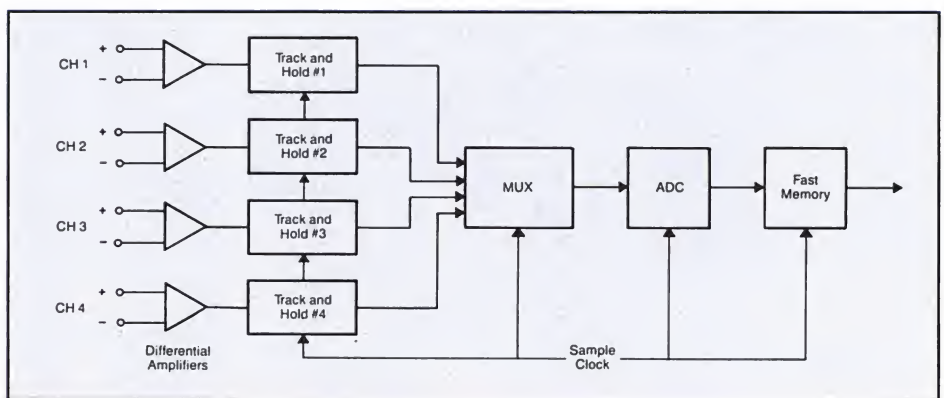 CH 1
+
−
Track and
Hold #1
CH 2
+
−
Track and
Hold #2
CH 3
+
−
Track and
Hold #3
CH 4
+
−
Track and
Hold #4
Differential
Amplifiers
MUX
ADC
Fast
Memory
Sample
Clock